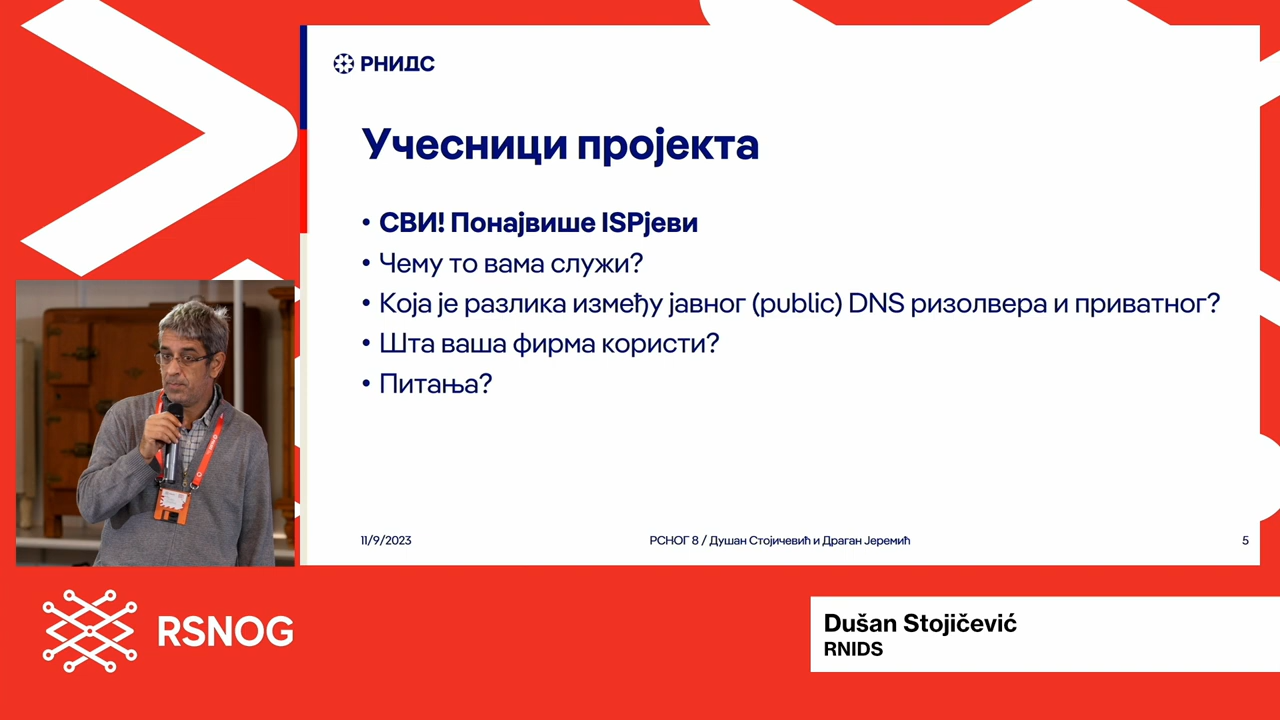 РНИДС
Учесници пројекта
• СВИ! Понајвише ISPјеви
• Чему то вама служи?
• Која је разлика између јавног (public) DNS ризолвера и приватног?
• Шта ваша фирма користи?
• Питања?
11/9/2023
РСНОГ 8 / Душан Стојичевић и Драган Јеремић
5
RSNOG
Dušan Stojičević
RNIDS